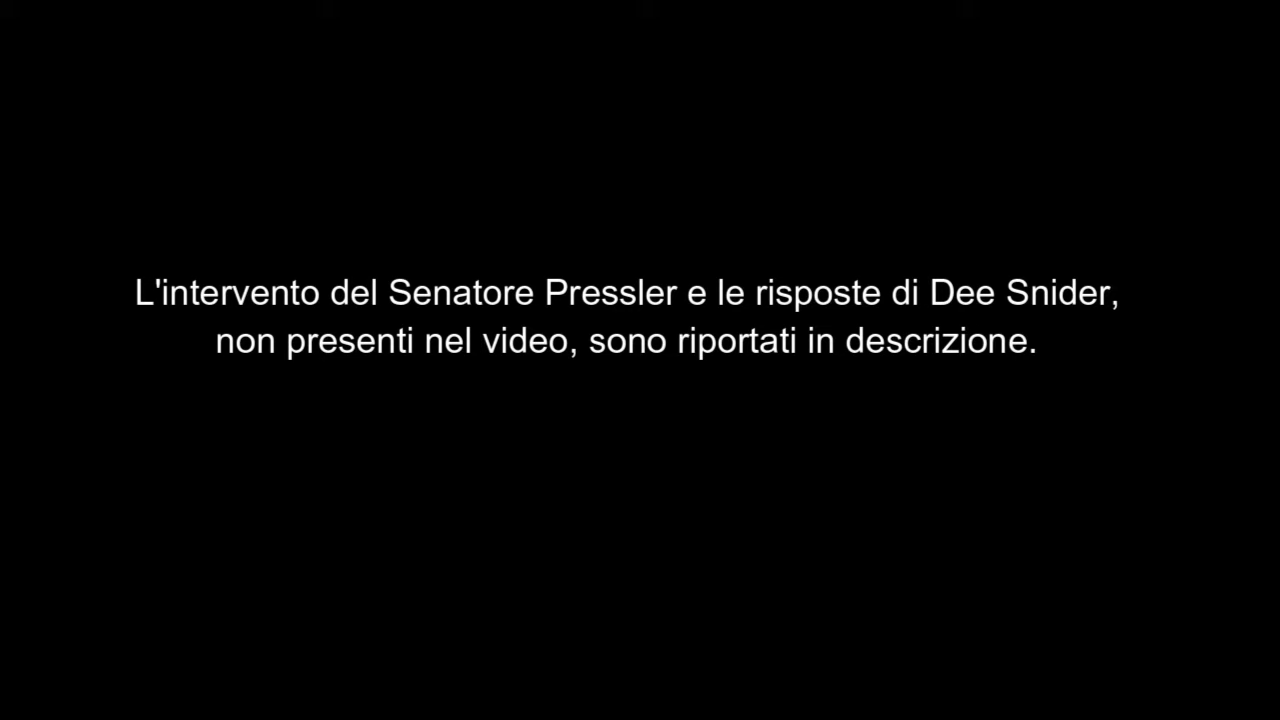 L'intervento del Senatore Pressler e le risposte di Dee Snider,
non presenti nel video, sono riportati in descrizione.